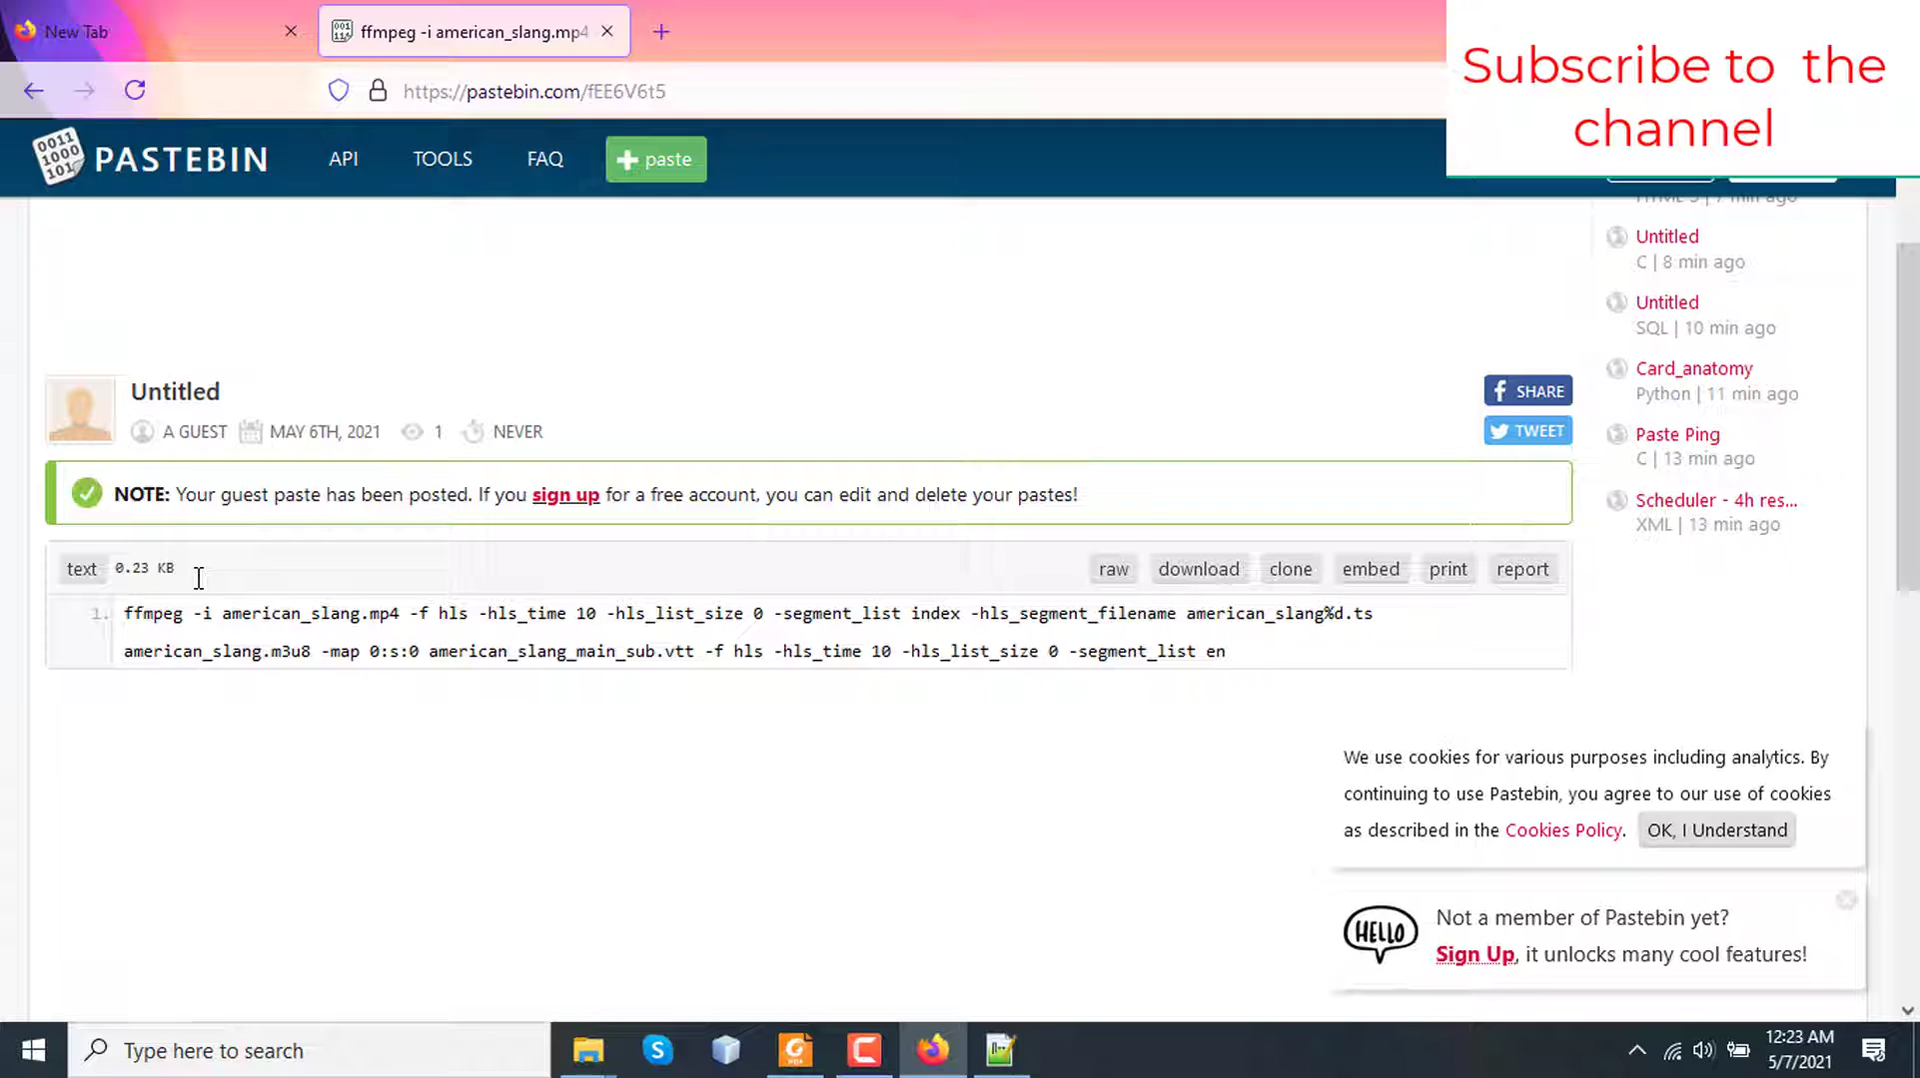 New Tab
ffmpeg -i american_slang.mp4
https://pastebin.com/fEE6V6t5
Subscribe to the
channel
0011
1000
101
PASTEBIN
API
TOOLS
FAQ
paste
HTML 5 | 7 min ago
Untitled
C | 8 min ago
Untitled
SQL | 10 min ago
Card_anatomy
Python | 11 min ago
Paste Ping
C | 13 min ago
Scheduler - 4h res...
XML | 13 min ago
Untitled
A GUEST MAY 6TH, 2021 1 NEVER
SHARE
TWEET
NOTE: Your guest paste has been posted. If you sign up for a free account, you can edit and delete your pastes!
text 0.23 KB
raw download clone embed print report
1. ffmpeg -i american_slang.mp4 -f hls -hls_time 10 -hls_list_size 0 -segment_list index -hls_segment_filename american_slang%d.ts
american_slang.m3u8 -map 0:s:0 american_slang_main_sub.vtt -f hls -hls_time 10 -hls_list_size 0 -segment_list en
We use cookies for various purposes including analytics. By
continuing to use Pastebin, you agree to our use of cookies
as described in the Cookies Policy. OK, I Understand
HELLO
Not a member of Pastebin yet?
Sign Up, it unlocks many cool features!
Type here to search
12:23 AM
5/7/2021